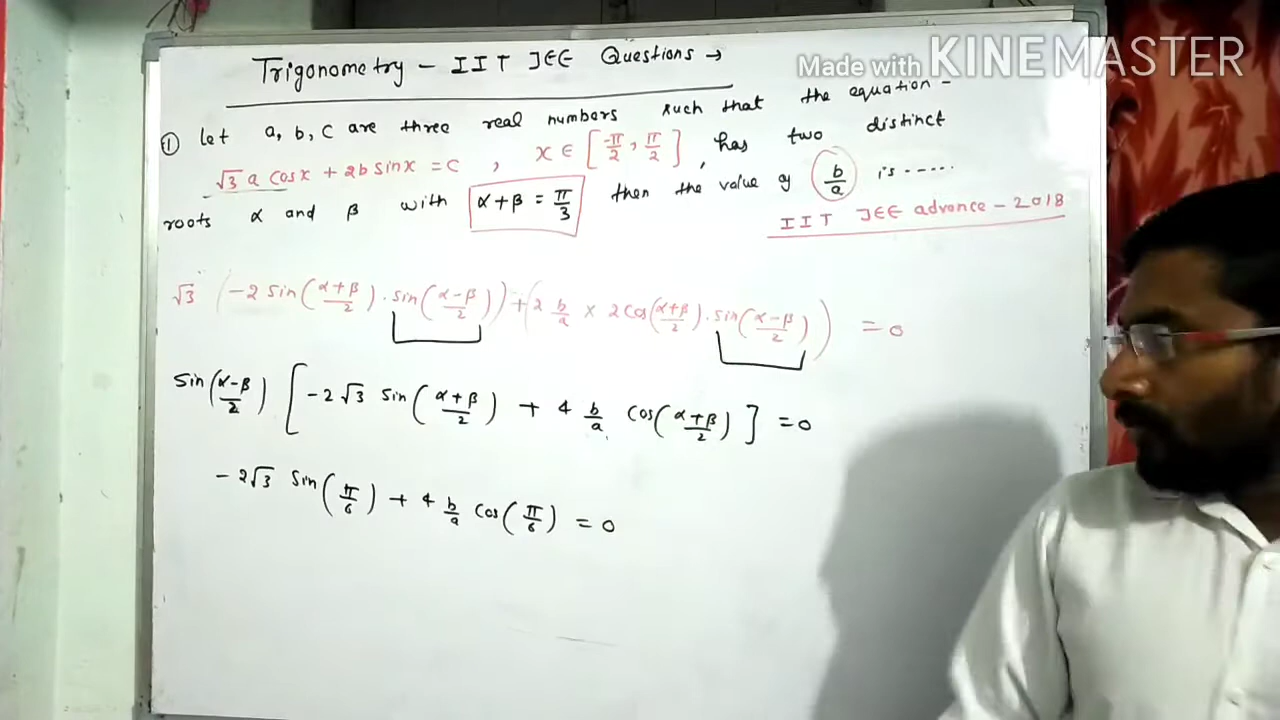 Made with KINEMASTER
Trigonometry - IIT JEE Questions →
① let a, b, c are three real numbers such that the equation -
√3 a cosx + 2b sinx = c , x ∈ [-π/2, π/2] , has two distinct
roots α and β with α+β = π/3 then the value of b/a is ......
IIT JEE advance - 2018
√3 (-2 sin((α+β)/2) . sin((α-β)/2)) + (2 b/a × 2 cos((α+β)/2) . sin((α-β)/2)) = 0
sin((α-β)/2) [-2√3 sin((α+β)/2) + 4 b/a cos((α+β)/2)] = 0
-2√3 sin(π/6) + 4 b/a cos(π/6) = 0